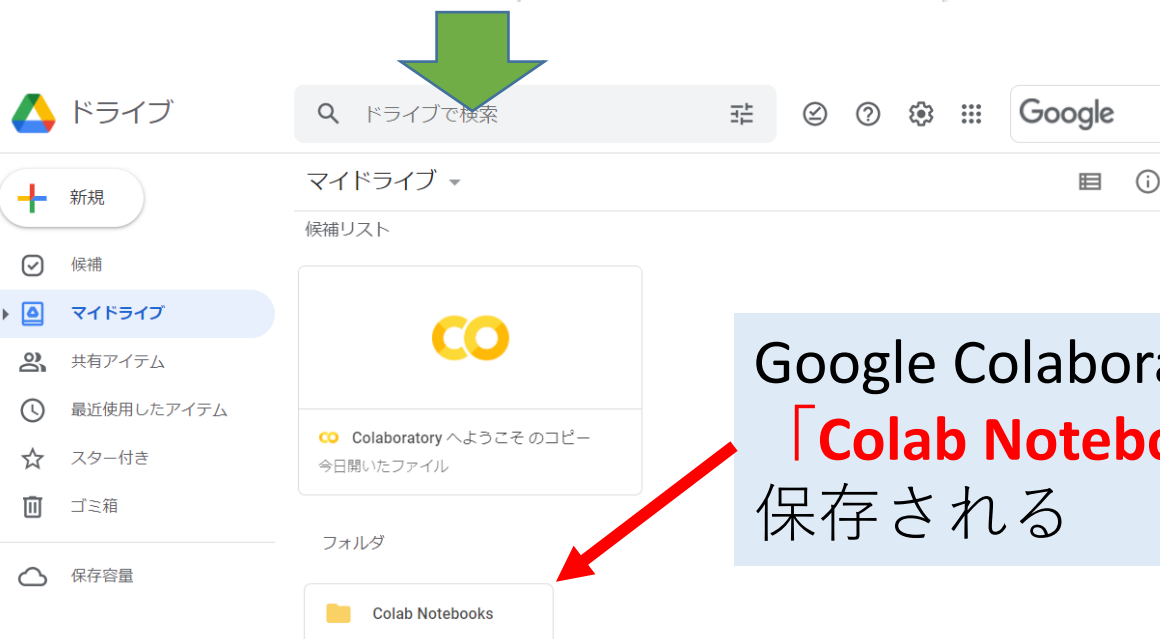 ドライブ
ドライブで検索
Google
新規
マイドライブ
候補リスト
候補
マイドライブ
共有アイテム
最近使用したアイテム
スター付き
ゴミ箱
保存容量
Colaboratory へようこそ のコピー
今日開いたファイル
フォルダ
Colab Notebooks
Google Colabora
「Colab Notebo
保存される